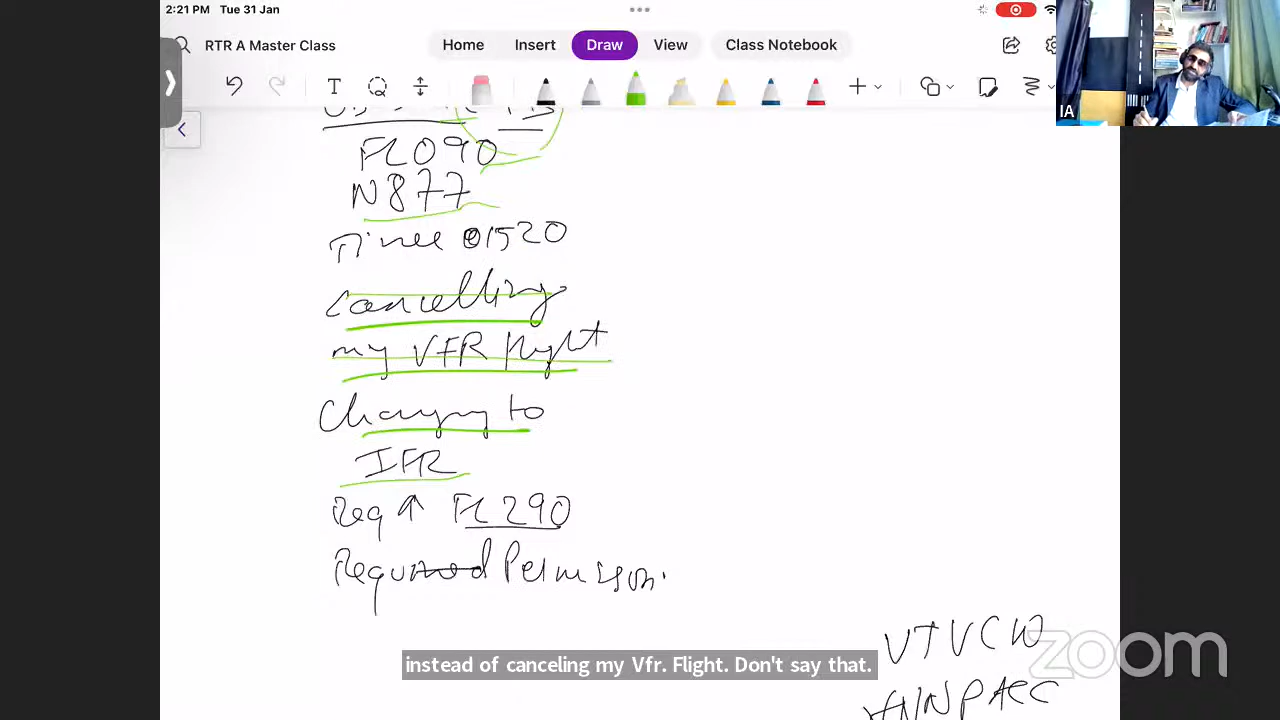 2:21 PM Tue 31 Jan
RTR A Master Class
Home Insert Draw View Class Notebook
IA
FL090
N877
Time 01520
Cancelling
my VFR flight
Changing to
IFR
Req ↑ FL 290
Permission.
VTVCW
instead of canceling my Vfr. Flight. Don't say that.
zoom